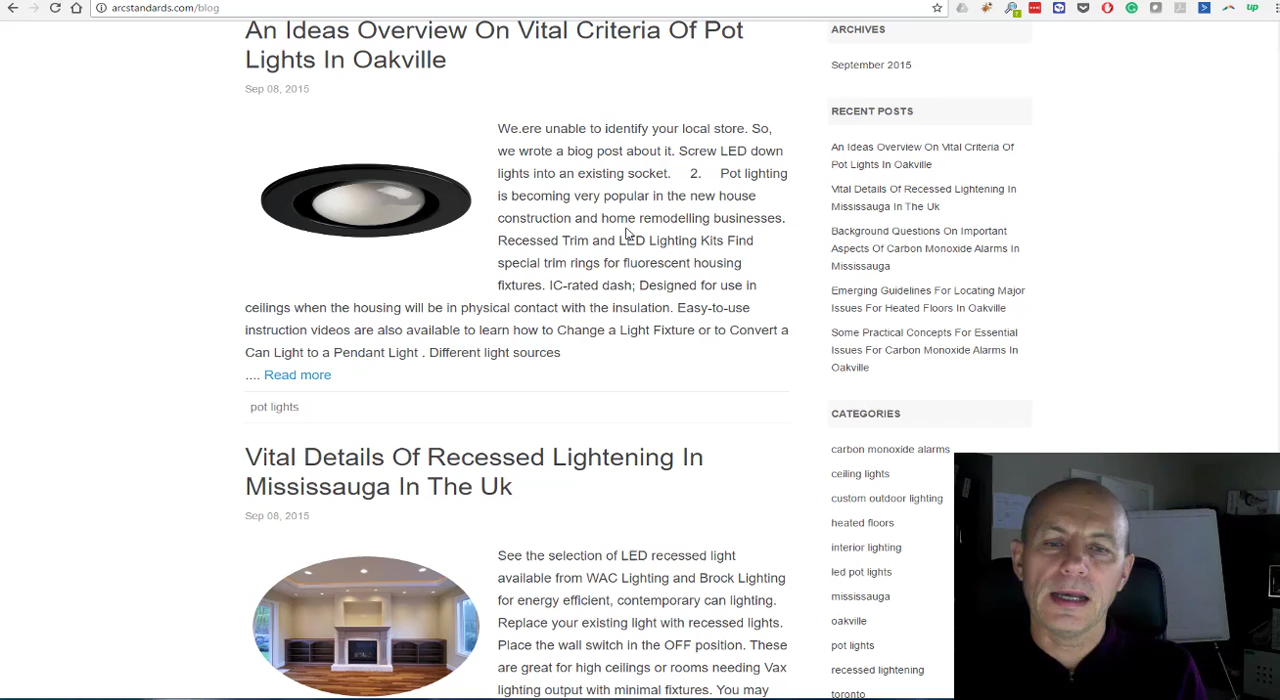 arcstandards.com/blog
up
An Ideas Overview On Vital Criteria Of Pot
Lights In Oakville
Sep 08, 2015
We.ere unable to identify your local store. So,
we wrote a biog post about it. Screw LED down
lights into an existing socket. 2. Pot lighting
is becoming very popular in the new house
construction and home remodelling businesses.
Recessed Trim and LED Lighting Kits Find
special trim rings for fluorescent housing
fixtures. IC-rated dash; Designed for use in
ceilings when the housing will be in physical contact with the insulation. Easy-to-use
instruction videos are also available to learn how to Change a Light Fixture or to Convert a
Can Light to a Pendant Light . Different light sources
.... Read more
pot lights
Vital Details Of Recessed Lightening In
Mississauga In The Uk
Sep 08, 2015
See the selection of LED recessed light
available from WAC Lighting and Brock Lighting
for energy efficient, contemporary can lighting.
Replace your existing light with recessed lights.
Place the wall switch in the OFF position. These
are great for high ceilings or rooms needing Vax
lighting output with minimal fixtures. You may
ARCHIVES
September 2015
RECENT POSTS
An Ideas Overview On Vital Criteria Of
Pot Lights In Oakville
Vital Details Of Recessed Lightening In
Mississauga In The Uk
Background Questions On Important
Aspects Of Carbon Monoxide Alarms In
Mississauga
Emerging Guidelines For Locating Major
Issues For Heated Floors In Oakville
Some Practical Concepts For Essential
Issues For Carbon Monoxide Alarms In
Oakville
CATEGORIES
carbon monoxide alarms
ceiling lights
custom outdoor lighting
heated floors
interior lighting
led pot lights
mississauga
oakville
pot lights
recessed lightening
toronto